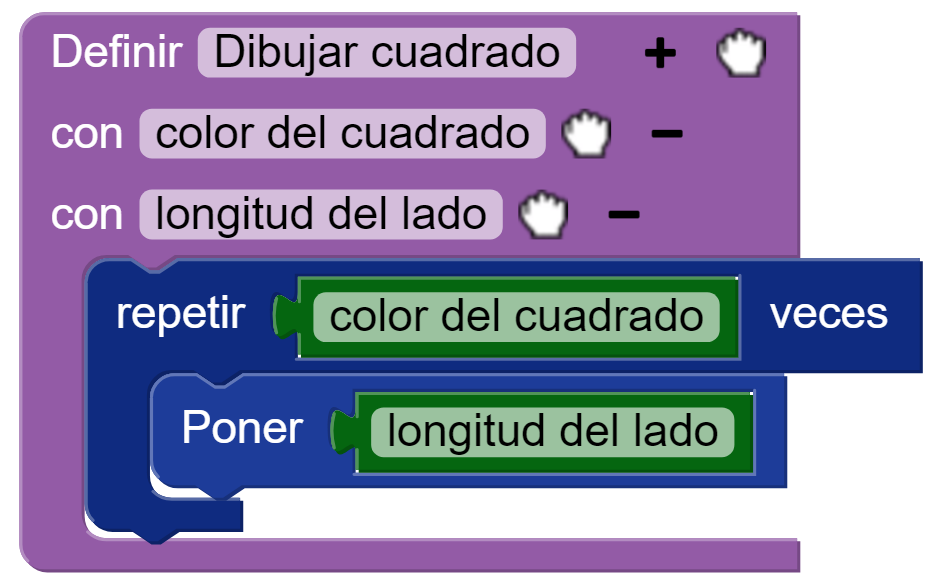 Definir Dibujar cuadrado +
con color del cuadrado −
con longitud del lado −
repetir color del cuadrado veces
Poner longitud del lado